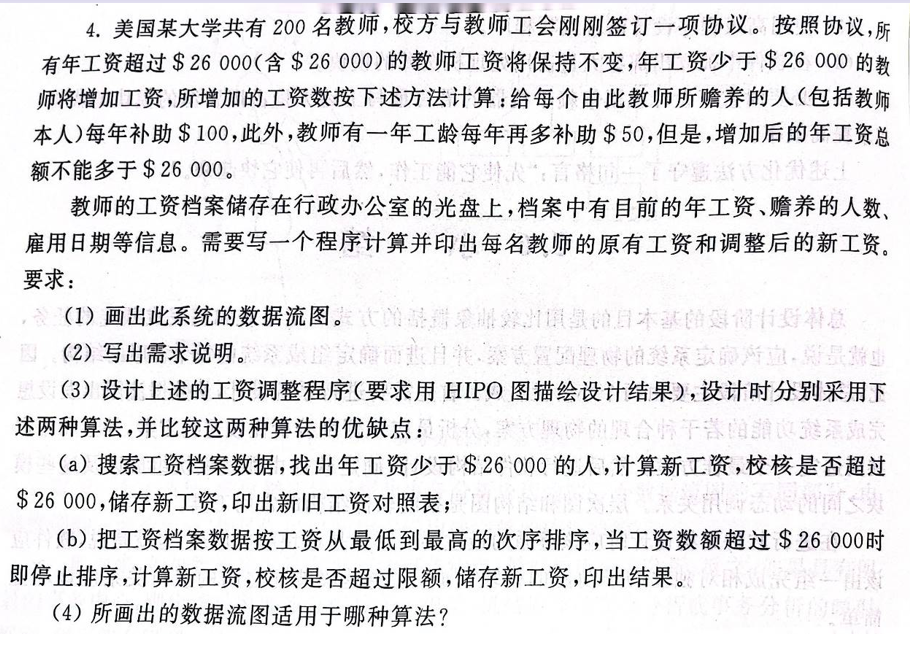 4. 美国某大学共有 200 名教师,校方与教师工会刚刚签订一项协议。按照协议,所
有年工资超过 $26 000(含 $26 000)的教师工资将保持不变,年工资少于 $26 000 的教
师将增加工资,所增加的工资数按下述方法计算:给每个由此教师所赡养的人(包括教师
本人)每年补助 $100,此外,教师有一年工龄每年再多补助 $50,但是,增加后的年工资总
额不能多于 $26 000。
教师的工资档案储存在行政办公室的光盘上,档案中有目前的年工资、赡养的人数、
雇用日期等信息。需要写一个程序计算并印出每名教师的原有工资和调整后的新工资。
要求:
(1) 画出此系统的数据流图。
(2) 写出需求说明。
(3) 设计上述的工资调整程序(要求用 HIPO 图描绘设计结果),设计时分别采用下
述两种算法,并比较这两种算法的优缺点:
(a) 搜索工资档案数据,找出年工资少于 $26 000 的人,计算新工资,校核是否超过
$26 000,储存新工资,印出新旧工资对照表;
(b) 把工资档案数据按工资从最低到最高的次序排序,当工资数额超过 $26 000时
即停止排序,计算新工资,校核是否超过限额,储存新工资,印出结果。
(4) 所画出的数据流图适用于哪种算法?